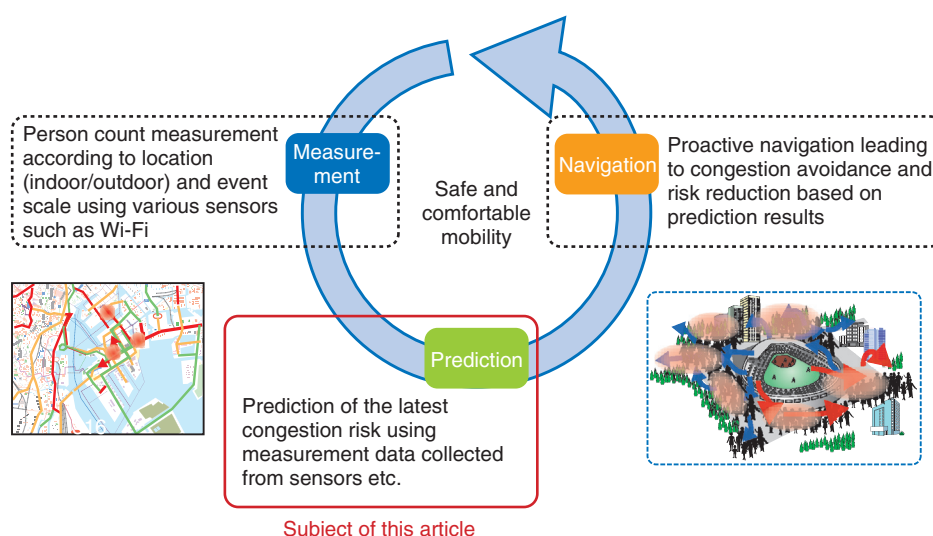 Person count measurement
according to location
(indoor/outdoor) and event
scale using various sensors
such as Wi-Fi
Measure-
ment
Safe and
comfortable
mobility
Navigation
Proactive navigation leading
to congestion avoidance and
risk reduction based on
prediction results
Prediction
Prediction of the latest
congestion risk using
measurement data collected
from sensors etc.
Subject of this article